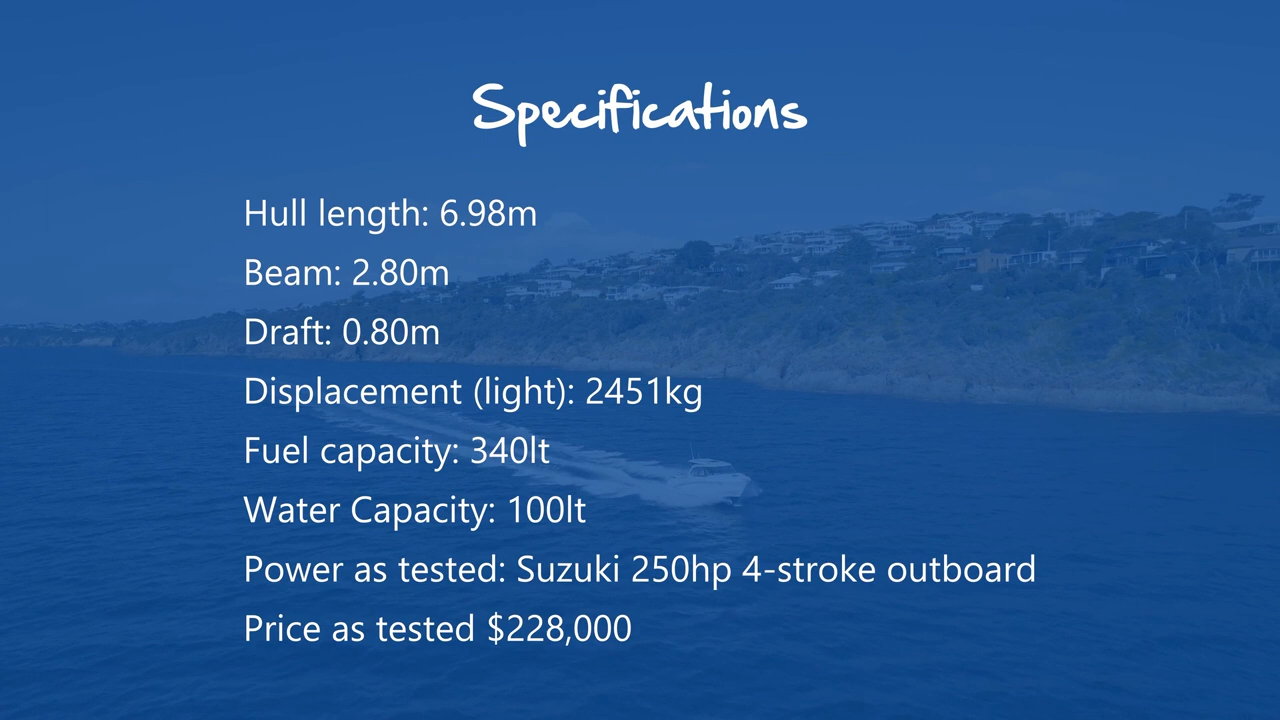 Specifications
Hull length: 6.98m
Beam: 2.80m
Draft: 0.80m
Displacement (light): 2451kg
Fuel capacity: 340lt
Water Capacity: 100lt
Power as tested: Suzuki 250hp 4-stroke outboard
Price as tested $228,000